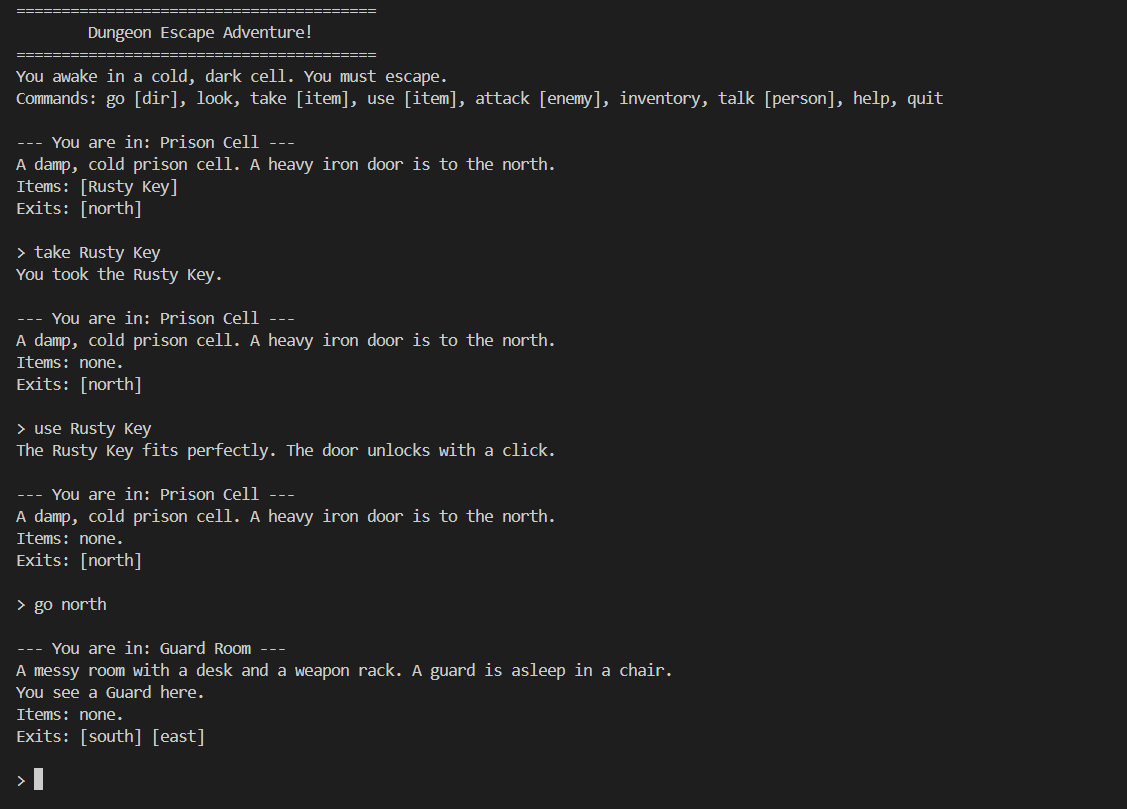 ========================================
Dungeon Escape Adventure!
========================================
You awake in a cold, dark cell. You must escape.
Commands: go [dir], look, take [item], use [item], attack [enemy], inventory, talk [person], help, quit
--- You are in: Prison Cell ---
A damp, cold prison cell. A heavy iron door is to the north.
Items: [Rusty Key]
Exits: [north]
> take Rusty Key
You took the Rusty Key.
--- You are in: Prison Cell ---
A damp, cold prison cell. A heavy iron door is to the north.
Items: none.
Exits: [north]
> use Rusty Key
The Rusty Key fits perfectly. The door unlocks with a click.
--- You are in: Prison Cell ---
A damp, cold prison cell. A heavy iron door is to the north.
Items: none.
Exits: [north]
> go north
--- You are in: Guard Room ---
A messy room with a desk and a weapon rack. A guard is asleep in a chair.
You see a Guard here.
Items: none.
Exits: [south] [east]
>